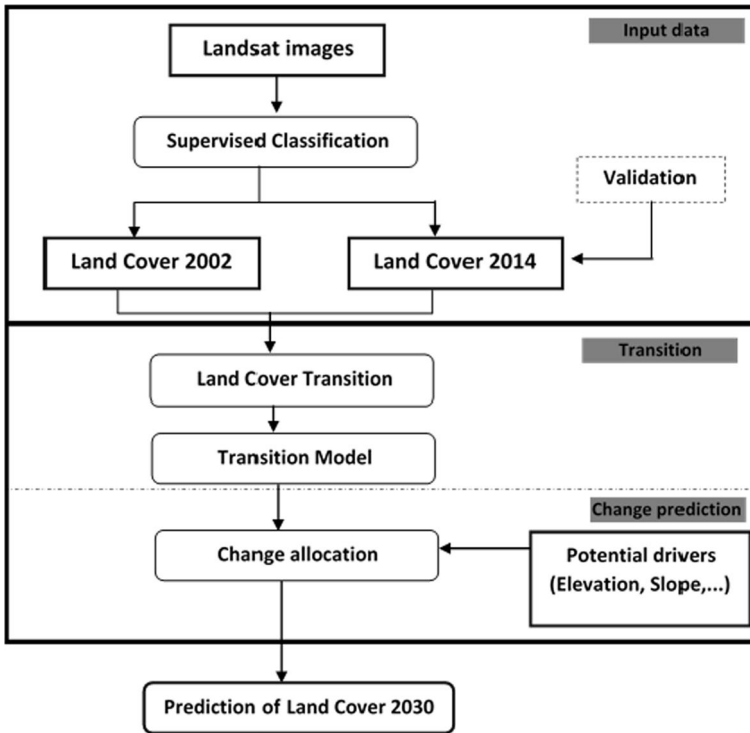 Landsat images
Input data
Supervised Classification
Validation
Land Cover 2002
Land Cover 2014
Transition
Land Cover Transition
Transition Model
Change prediction
Change allocation
Potential drivers
(Elevation, Slope,...)
Prediction of Land Cover 2030